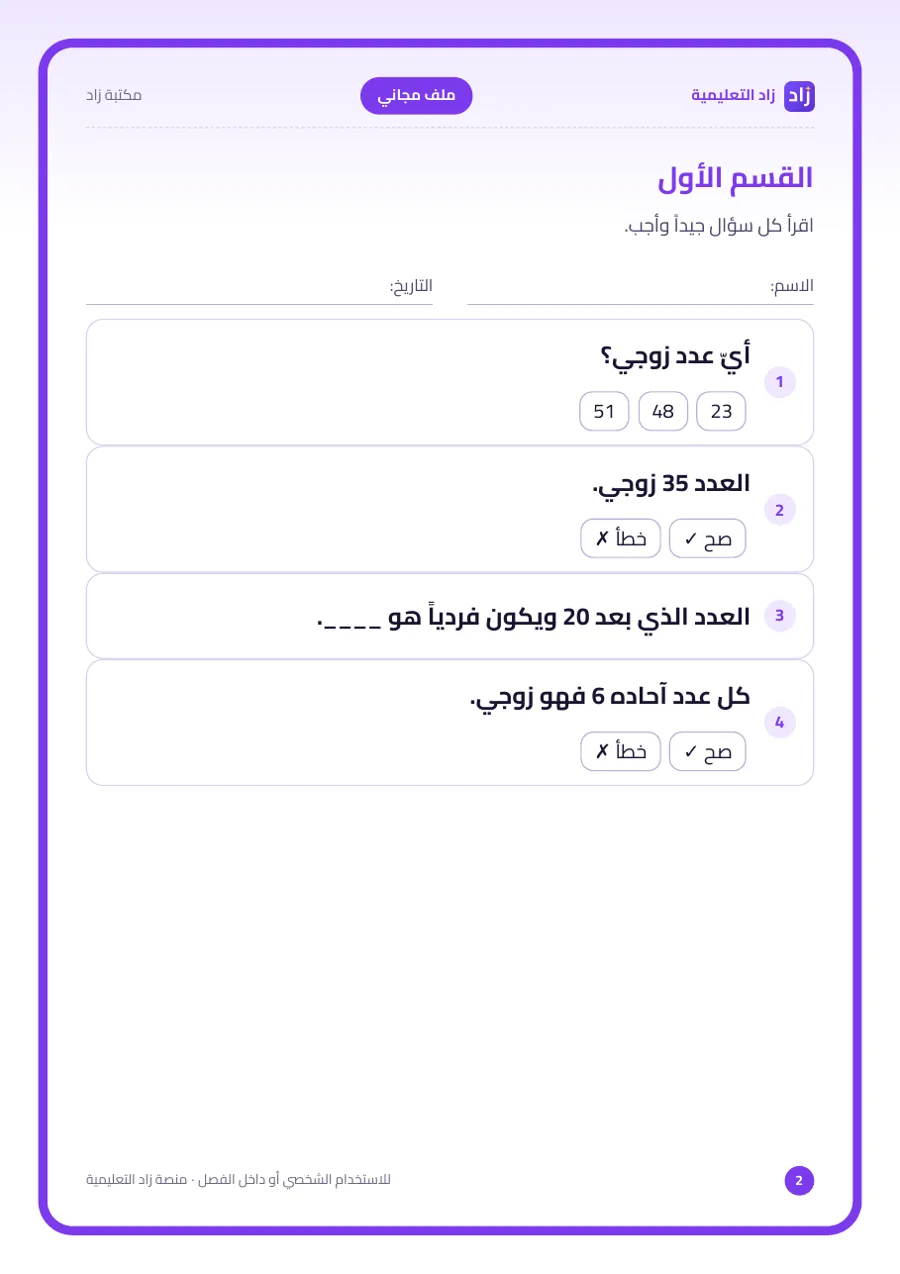 زاد زاد التعليمية
ملف مجاني
مكتبة زاد
القسم الأول
اقرأ كل سؤال جيداً وأجب.
الاسم: التاريخ:
1 أيّ عدد زوجي؟
23 48 51
2 العدد 35 زوجي.
صح ✓ خطأ ✗
3 العدد الذي بعد 20 ويكون فردياً هو ____.
4 كل عدد آحاده 6 فهو زوجي.
صح ✓ خطأ ✗
2 للاستخدام الشخصي أو داخل الفصل · منصة زاد التعليمية